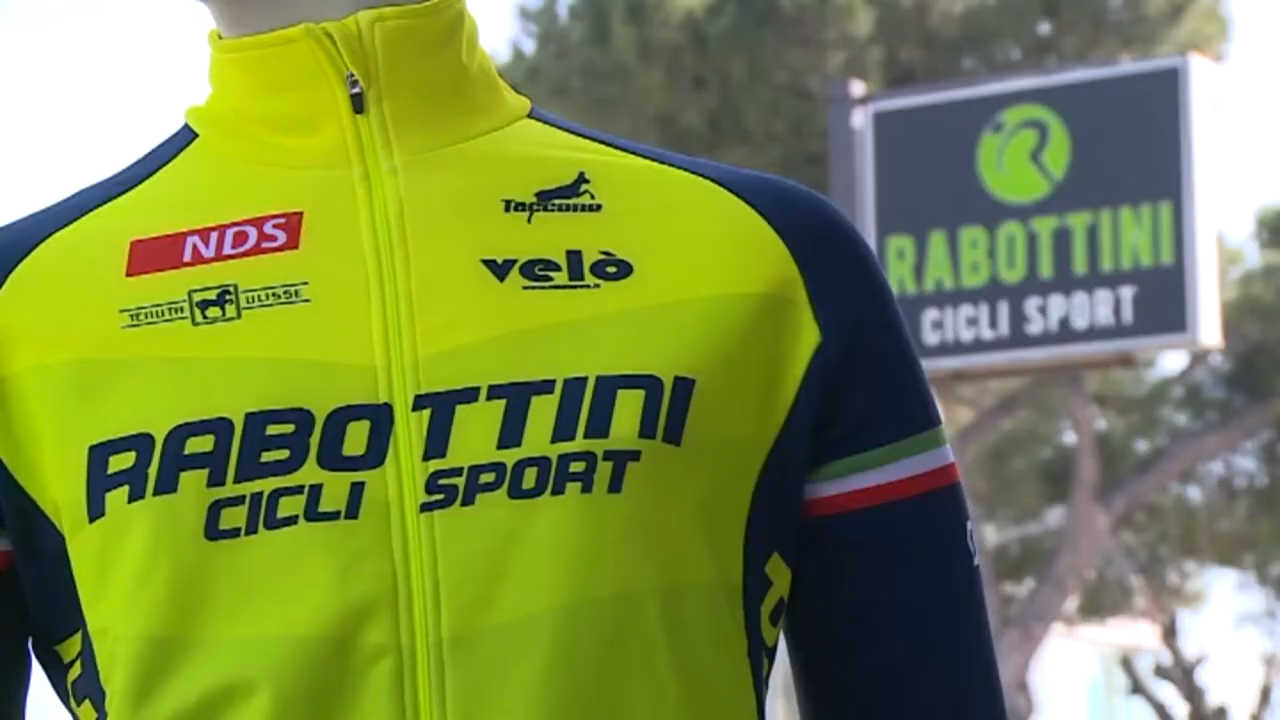 NDS
TENUTA ULISSE
Taccone
velò
RABOTTINI
CICLI SPORT
RABOTTINI
CICLI SPORT